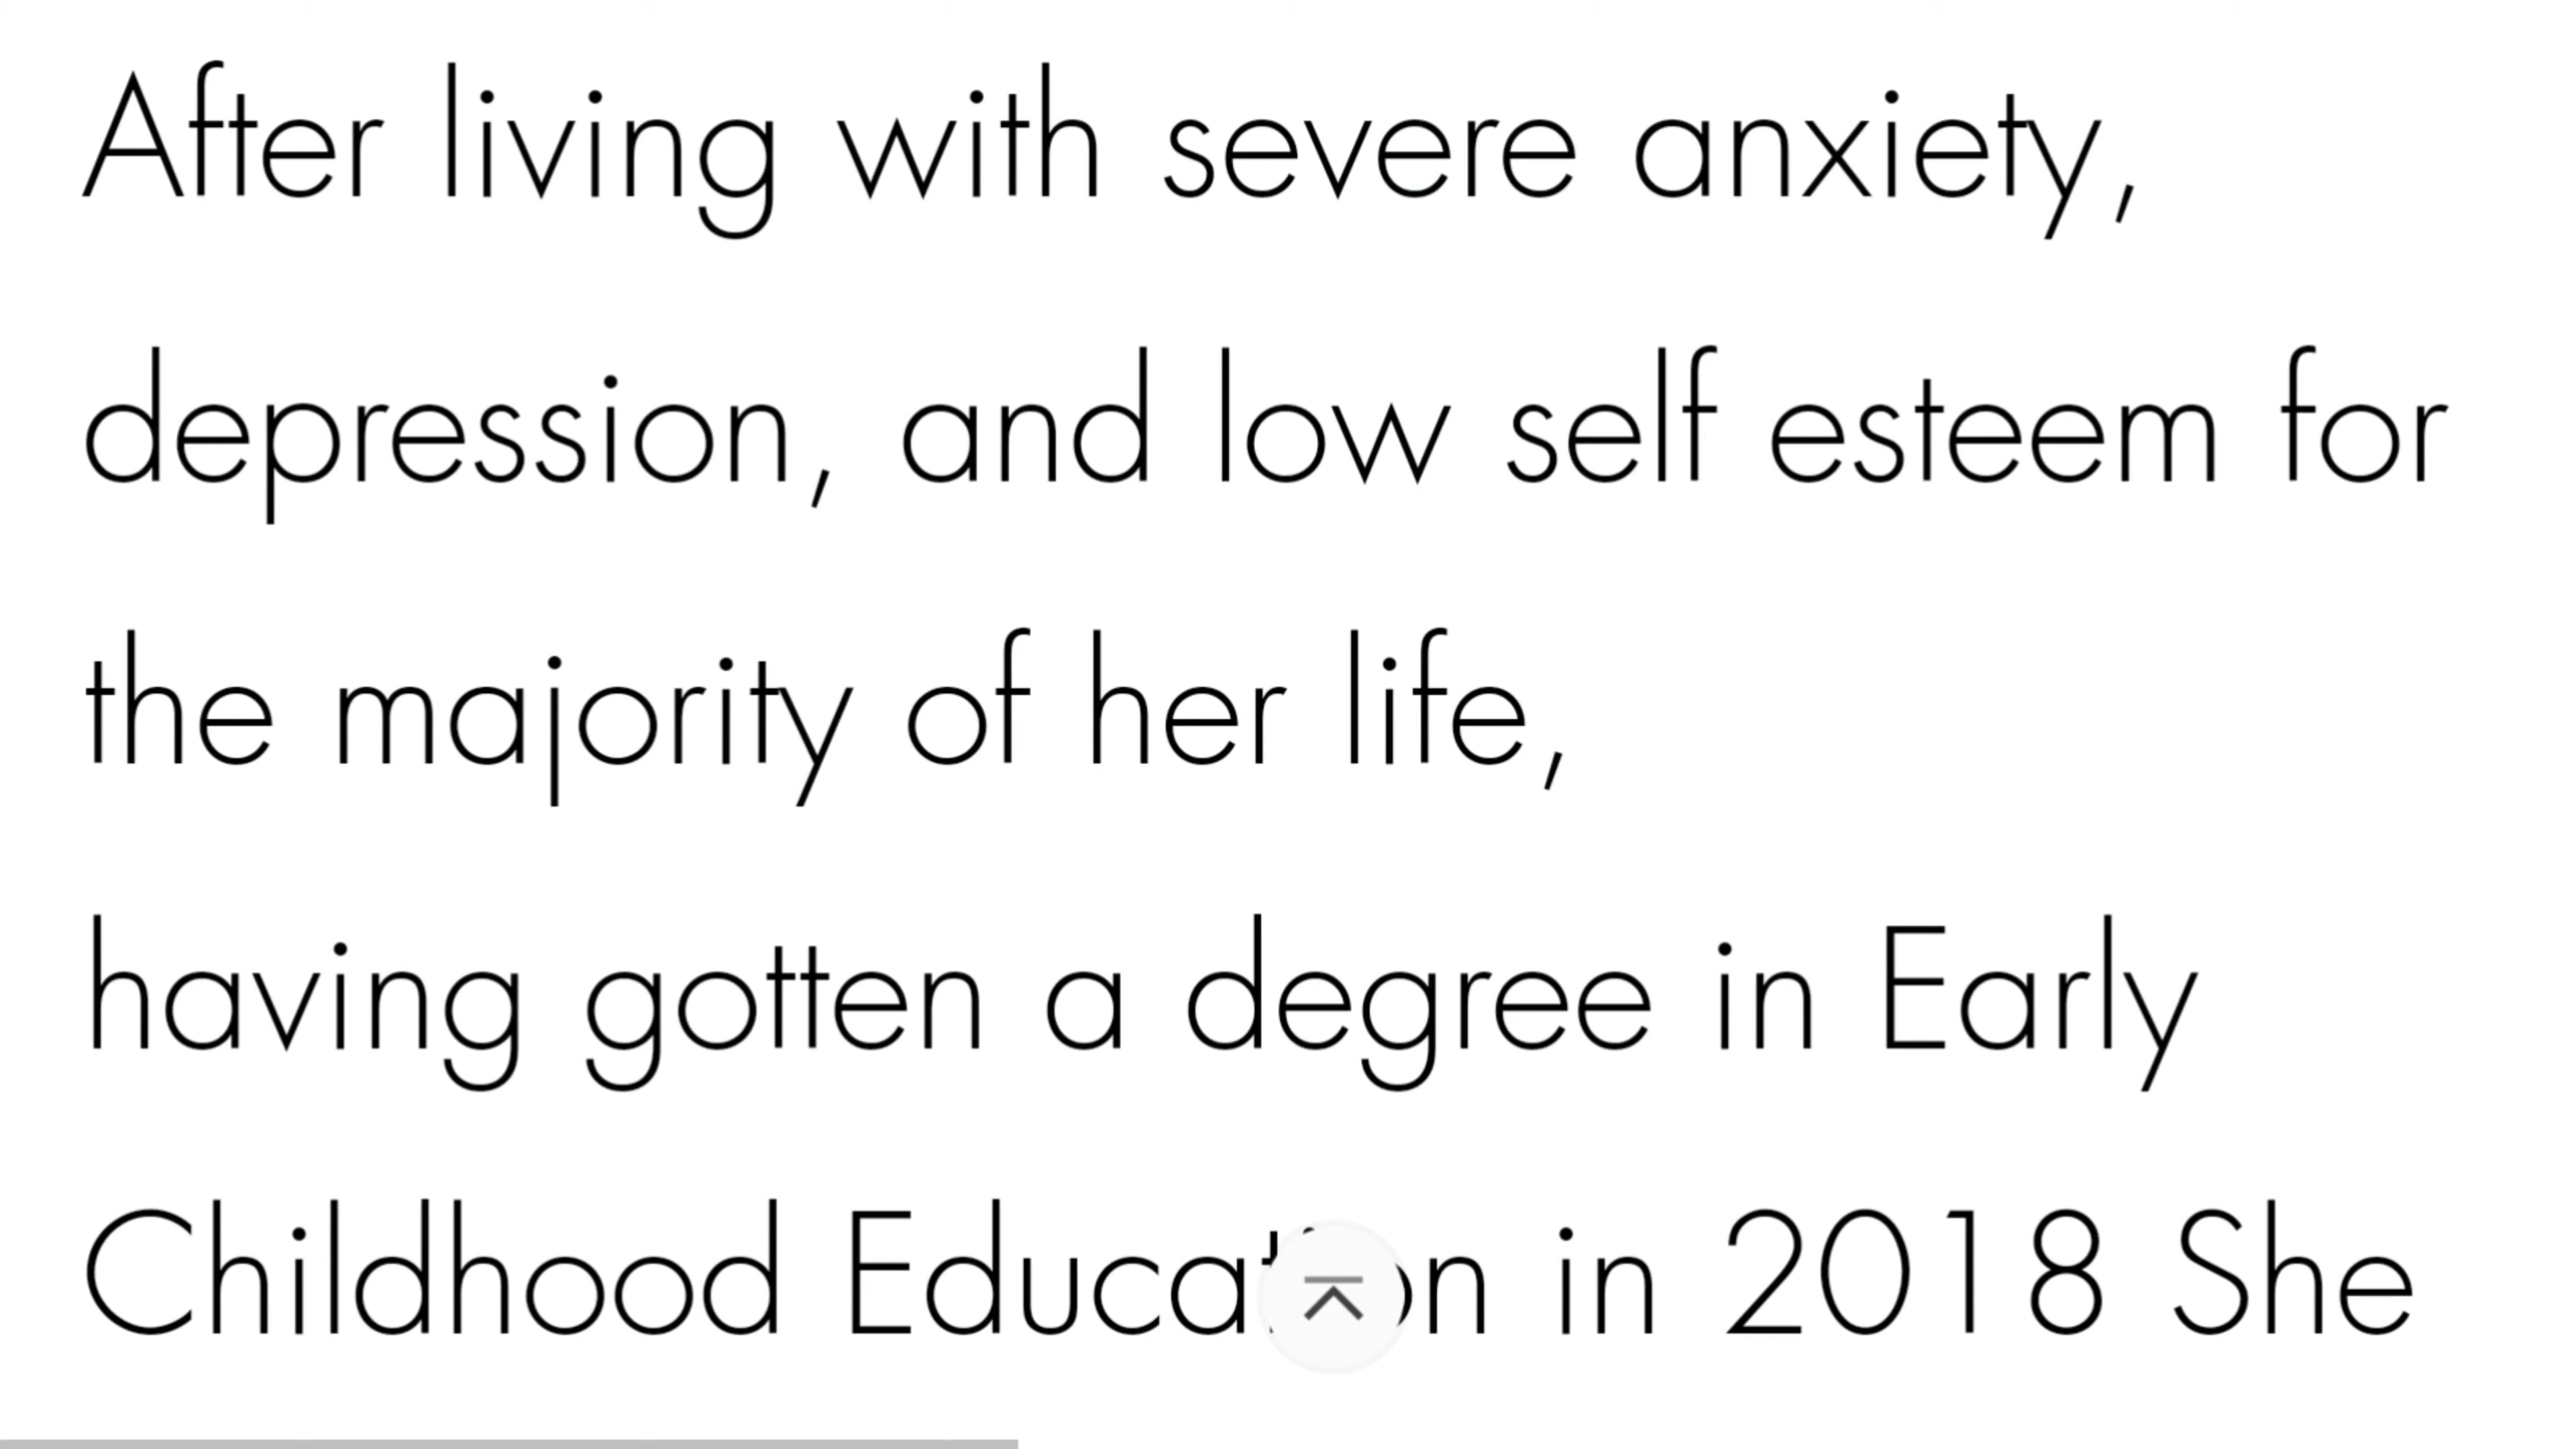 After living with severe anxiety,
depression, and low self esteem for
the majority of her life,
having gotten a degree in Early
Childhood Education in 2018 She